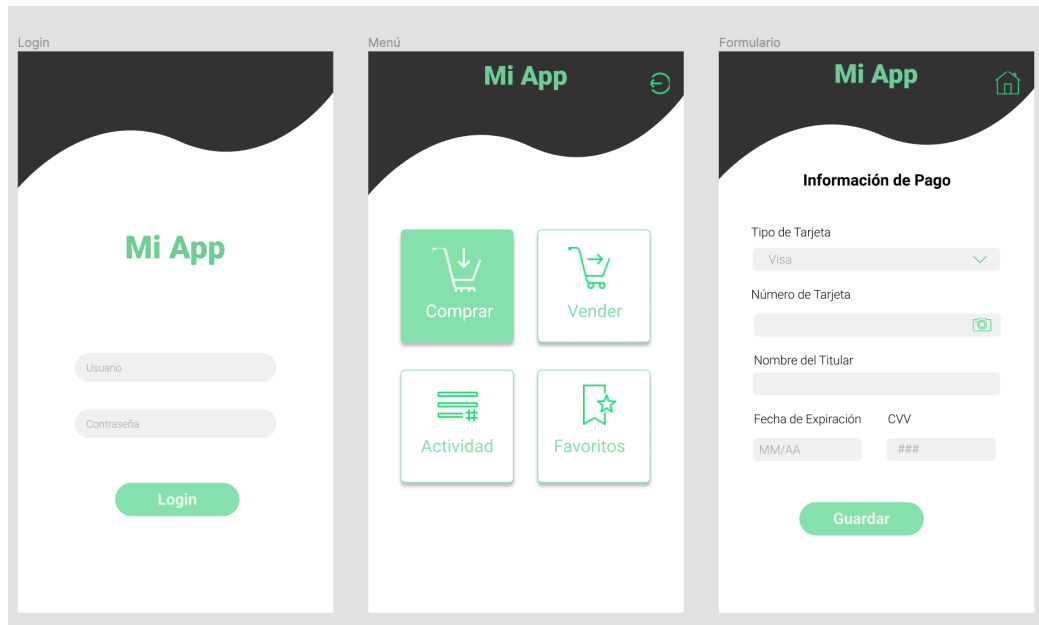 Login
Mi App
Usuario
Contraseña
Login
Menú
Mi App
Comprar
Vender
Actividad
Favoritos
Formulario
Mi App
Información de Pago
Tipo de Tarjeta
Visa
Número de Tarjeta
Nombre del Titular
Fecha de Expiración CVV
MM/AA ###
Guardar